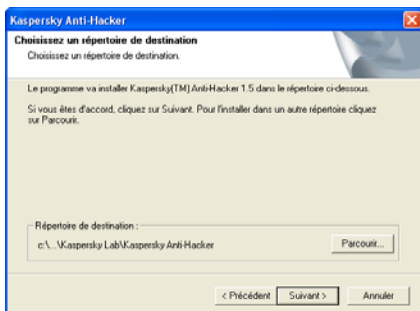 Kaspersky Anti-Hacker
Choisissez un répertoire de destination
Choisissez un répertoire de destination.
Le programme va installer Kaspersky(TM) Anti-Hacker 1.5 dans le répertoire ci-dessous.
Si vous êtes d'accord, cliquez sur Suivant. Pour l'installer dans un autre répertoire cliquez
sur Parcourir.
Répertoire de destination :
c:\...\Kaspersky Lab\Kaspersky Anti-Hacker
Parcourir...
< Précédent
Suivant >
Annuler